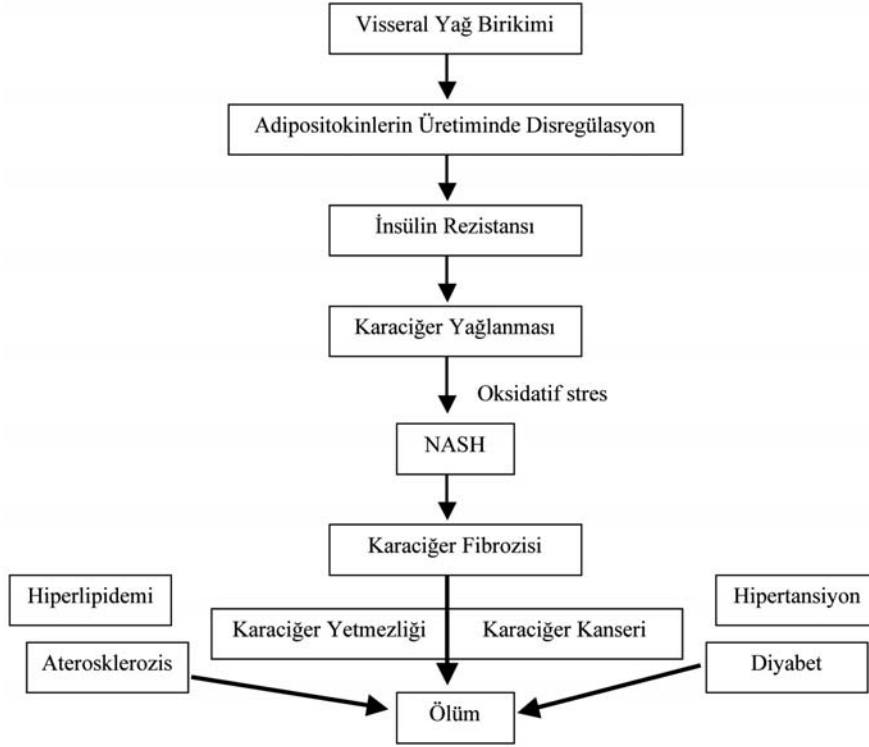 Visseral Yağ Birikimi
Adipositokinlerin Üretiminde Disregülasyon
İnsülin Rezistansı
Karaciğer Yağlanması
Oksidatif stres
NASH
Karaciğer Fibrozisi
Hiperlipidemi
Hipertansiyon
Karaciğer Yetmezliği
Karaciğer Kanseri
Aterosklerozis
Diyabet
Ölüm